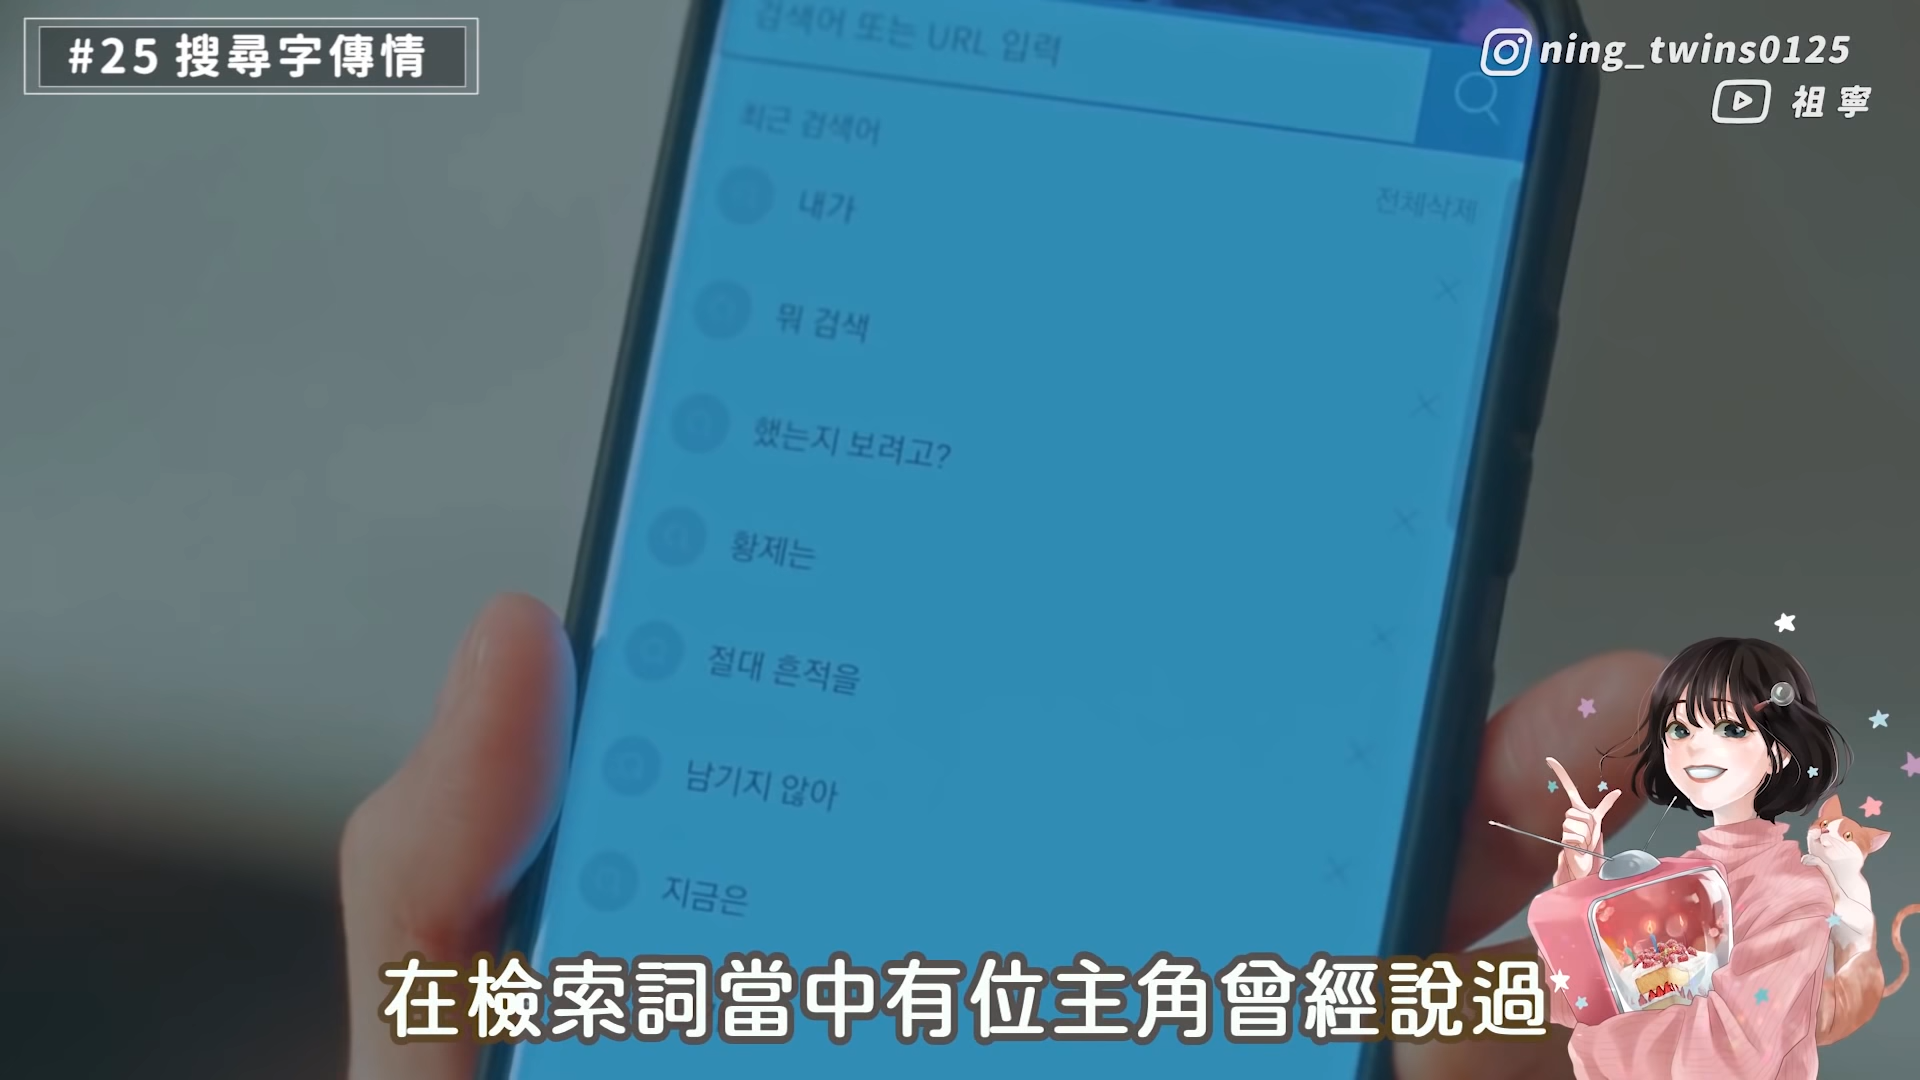 #25 搜尋字傳情
ning_twins0125
祖寧
검색어 또는 URL 입력
최근 검색어
전체삭제
내가
뭐 검색
했는지 보려고?
황제는
절대 흔적을
남기지 않아
지금은
在檢索詞當中有位主角曾經說過